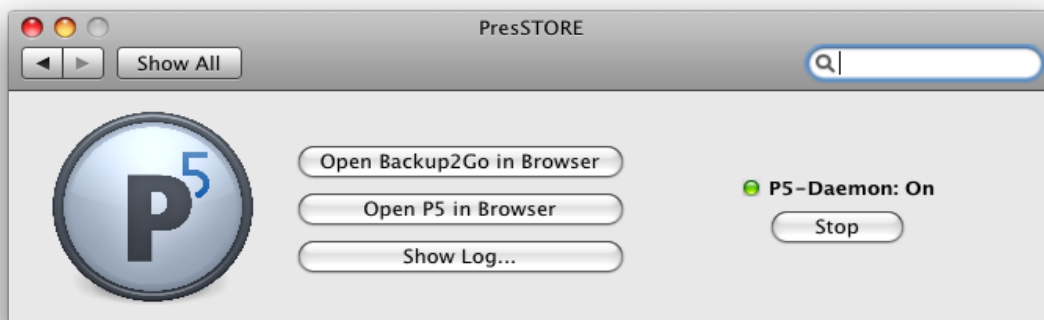 PresSTORE
Show All
P5
Open Backup2Go in Browser
Open P5 in Browser
Show Log...
P5-Daemon: On
Stop